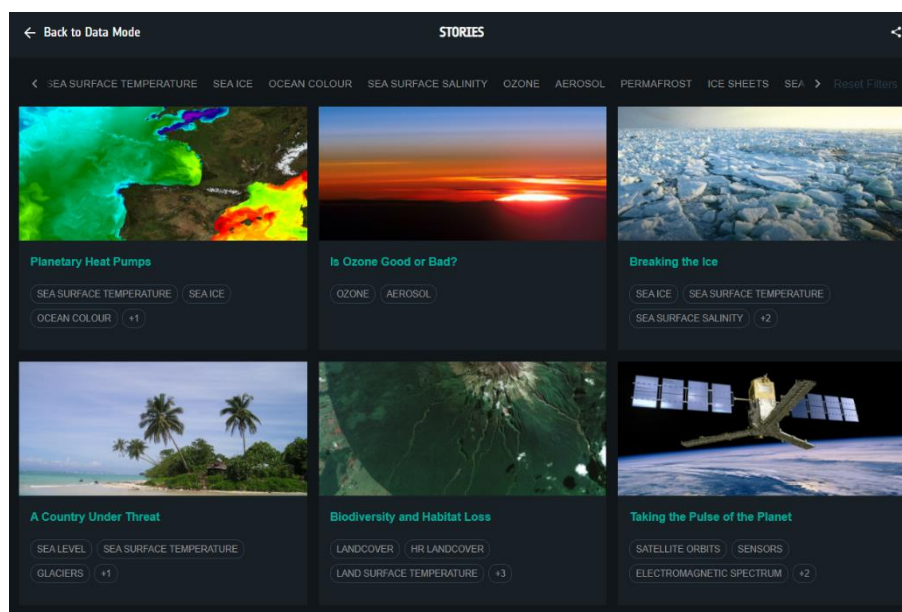 ← Back to Data Mode
STORIES
SEA SURFACE TEMPERATURE SEA ICE OCEAN COLOUR SEA SURFACE SALINITY OZONE AEROSOL PERMAFROST ICE SHEETS SEA Reset Filters
Planetary Heat Pumps
SEA SURFACE TEMPERATURE SEA ICE
OCEAN COLOUR +1
Is Ozone Good or Bad?
OZONE AEROSOL
Breaking the Ice
SEA ICE SEA SURFACE TEMPERATURE
SEA SURFACE SALINITY +2
A Country Under Threat
SEA LEVEL SEA SURFACE TEMPERATURE
GLACIERS +1
Biodiversity and Habitat Loss
LANDCOVER HR LANDCOVER
LAND SURFACE TEMPERATURE +3
Taking the Pulse of the Planet
SATELLITE ORBITS SENSORS
ELECTROMAGNETIC SPECTRUM +2